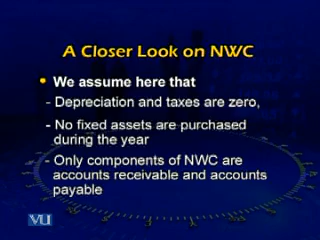 A Closer Look on NWC
• We assume here that
- Depreciation and taxes are zero,
- No fixed assets are purchased
during the year
- Only components of NWC are
accounts receivable and accounts
payable
VU